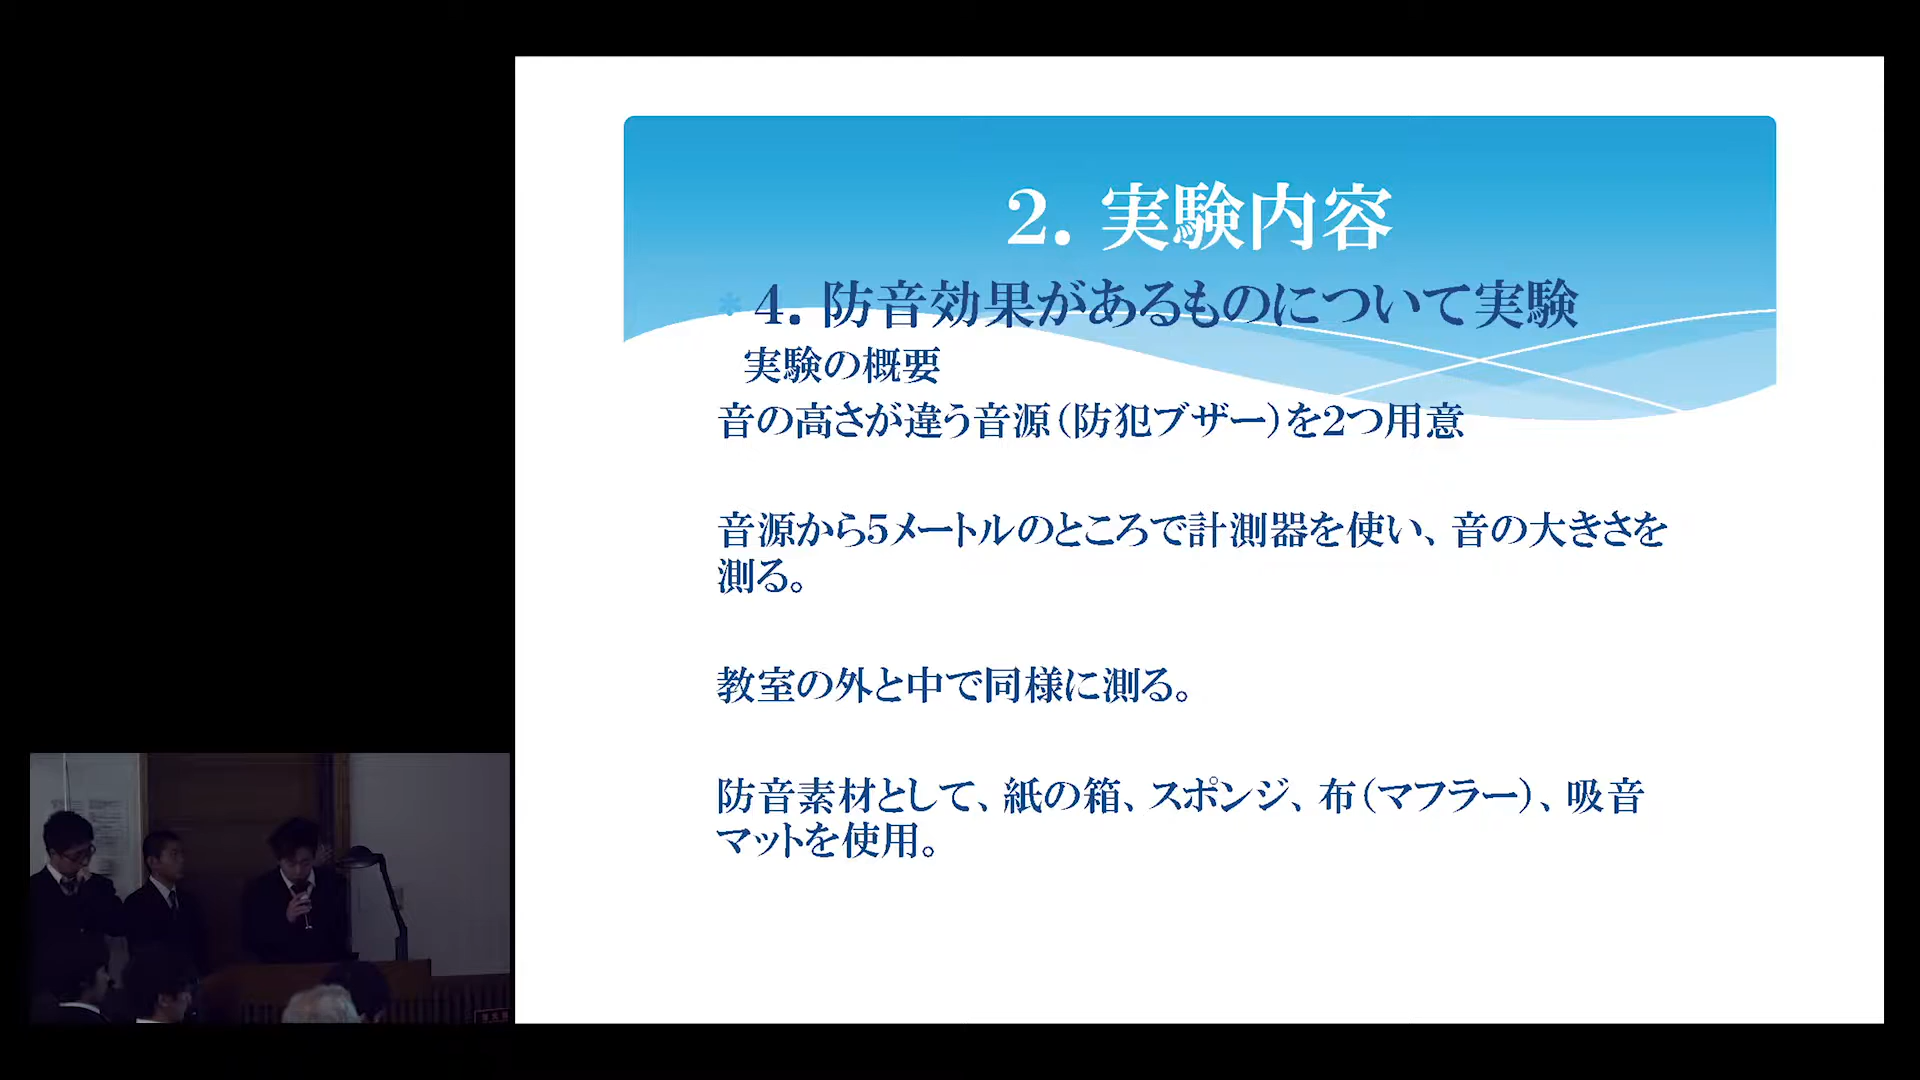 2. 実験内容
* 4. 防音効果があるものについて実験
実験の概要
音の高さが違う音源（防犯ブザー）を2つ用意
音源から5メートルのところで計測器を使い、音の大きさを
測る。
教室の外と中で同様に測る。
防音素材として、紙の箱、スポンジ、布（マフラー）、吸音
マットを使用。